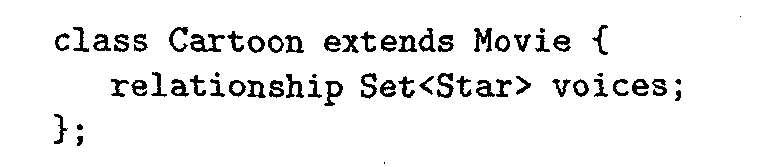 class Cartoon extends Movie {
relationship Set<Star> voices;
};